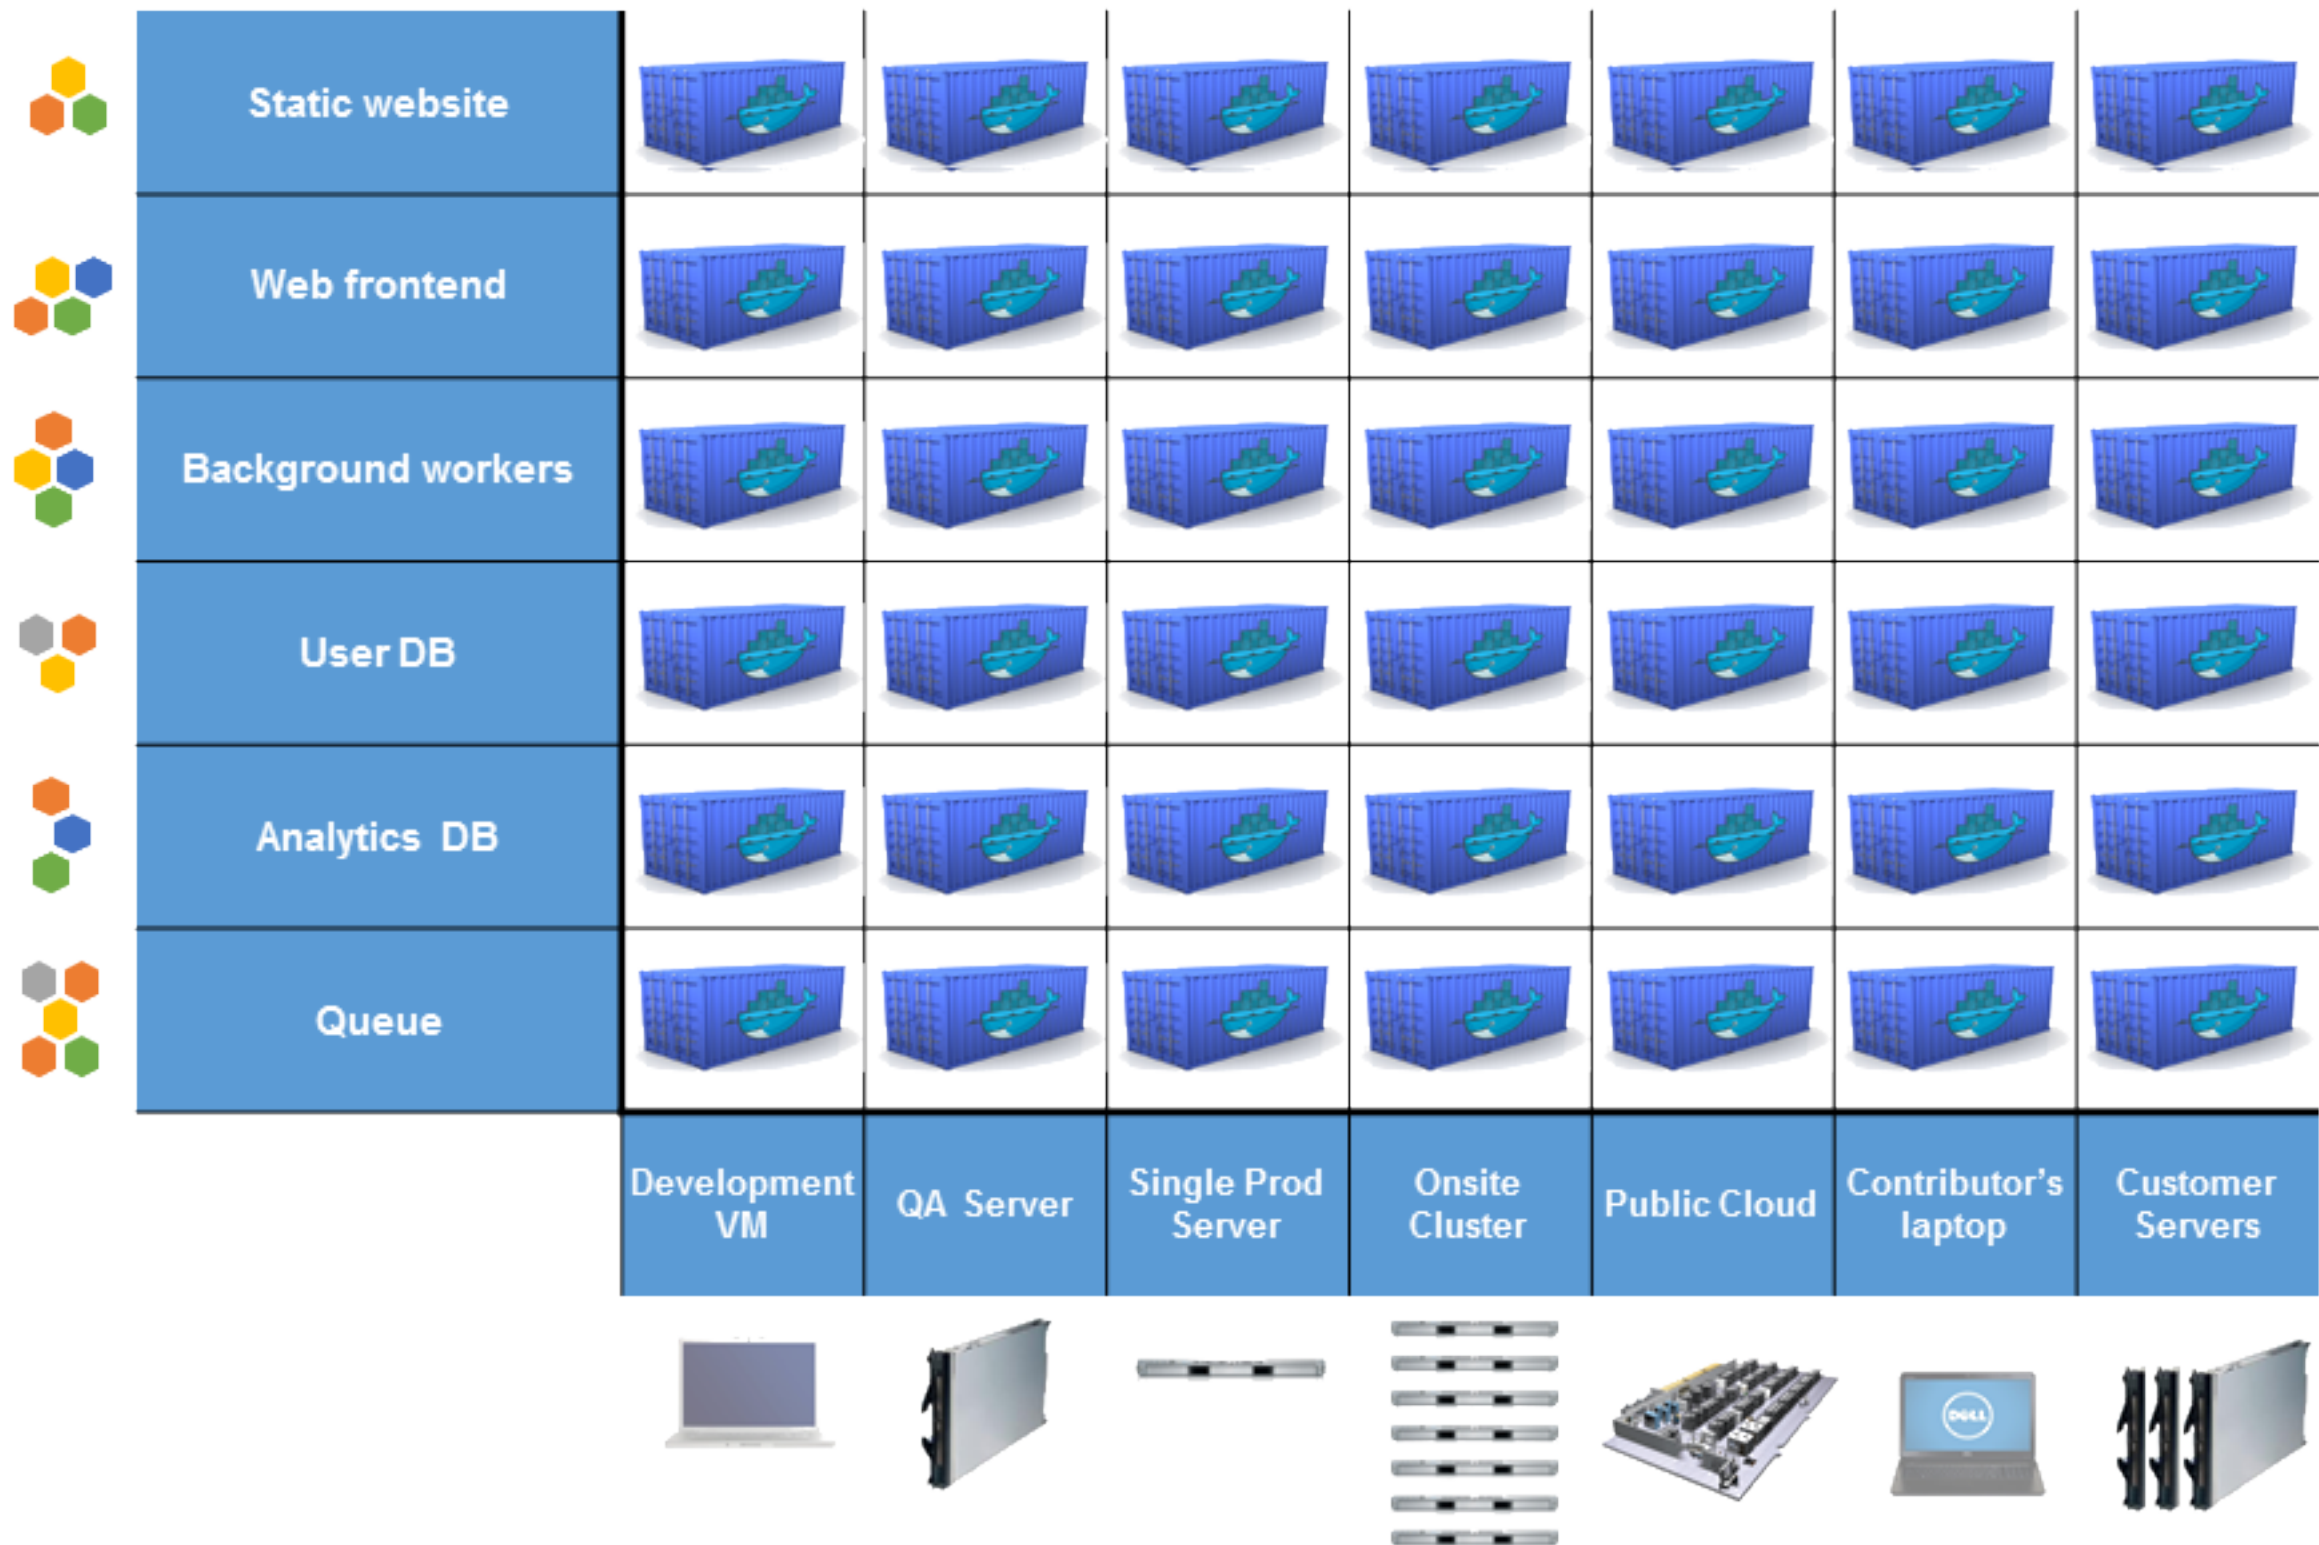 Static website
Web frontend
Background workers
User DB
Analytics DB
Queue
Development
VM
QA Server
Single Prod
Server
Onsite
Cluster
Public Cloud
Contributor’s
laptop
Customer
Servers
DELL